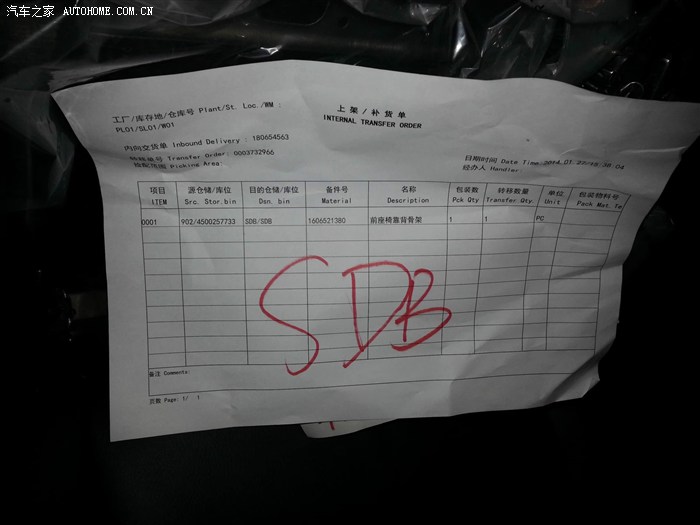 汽车之家 AUTOHOME.COM.CN
上架/补货单
INTERNAL TRANSFER ORDER
工厂/库存地/仓库号 Plant/St. Loc./WM :
PL01/SL01/W01
内向交货单 Inbound Delivery : 180654563
转移单号 Transfer Order: 0003732966
拣配范围 Picking Area:
日期时间 Date Time
经办人 Handler
项目 源仓储/库位 目的仓储/库位 备件号 名称 包装数 转移数量 单位 包装物料号
ITEM Src. Stor.bin Dsn. bin Material Description Pck Qty Transfer Qty. Unit Pack Mat. Te
0001 902/4500257733 SDB/SDB 1606521380 前座椅靠背骨架 1 1 PC
SDB
备注 Comments:
页数 Page: 1/ 1